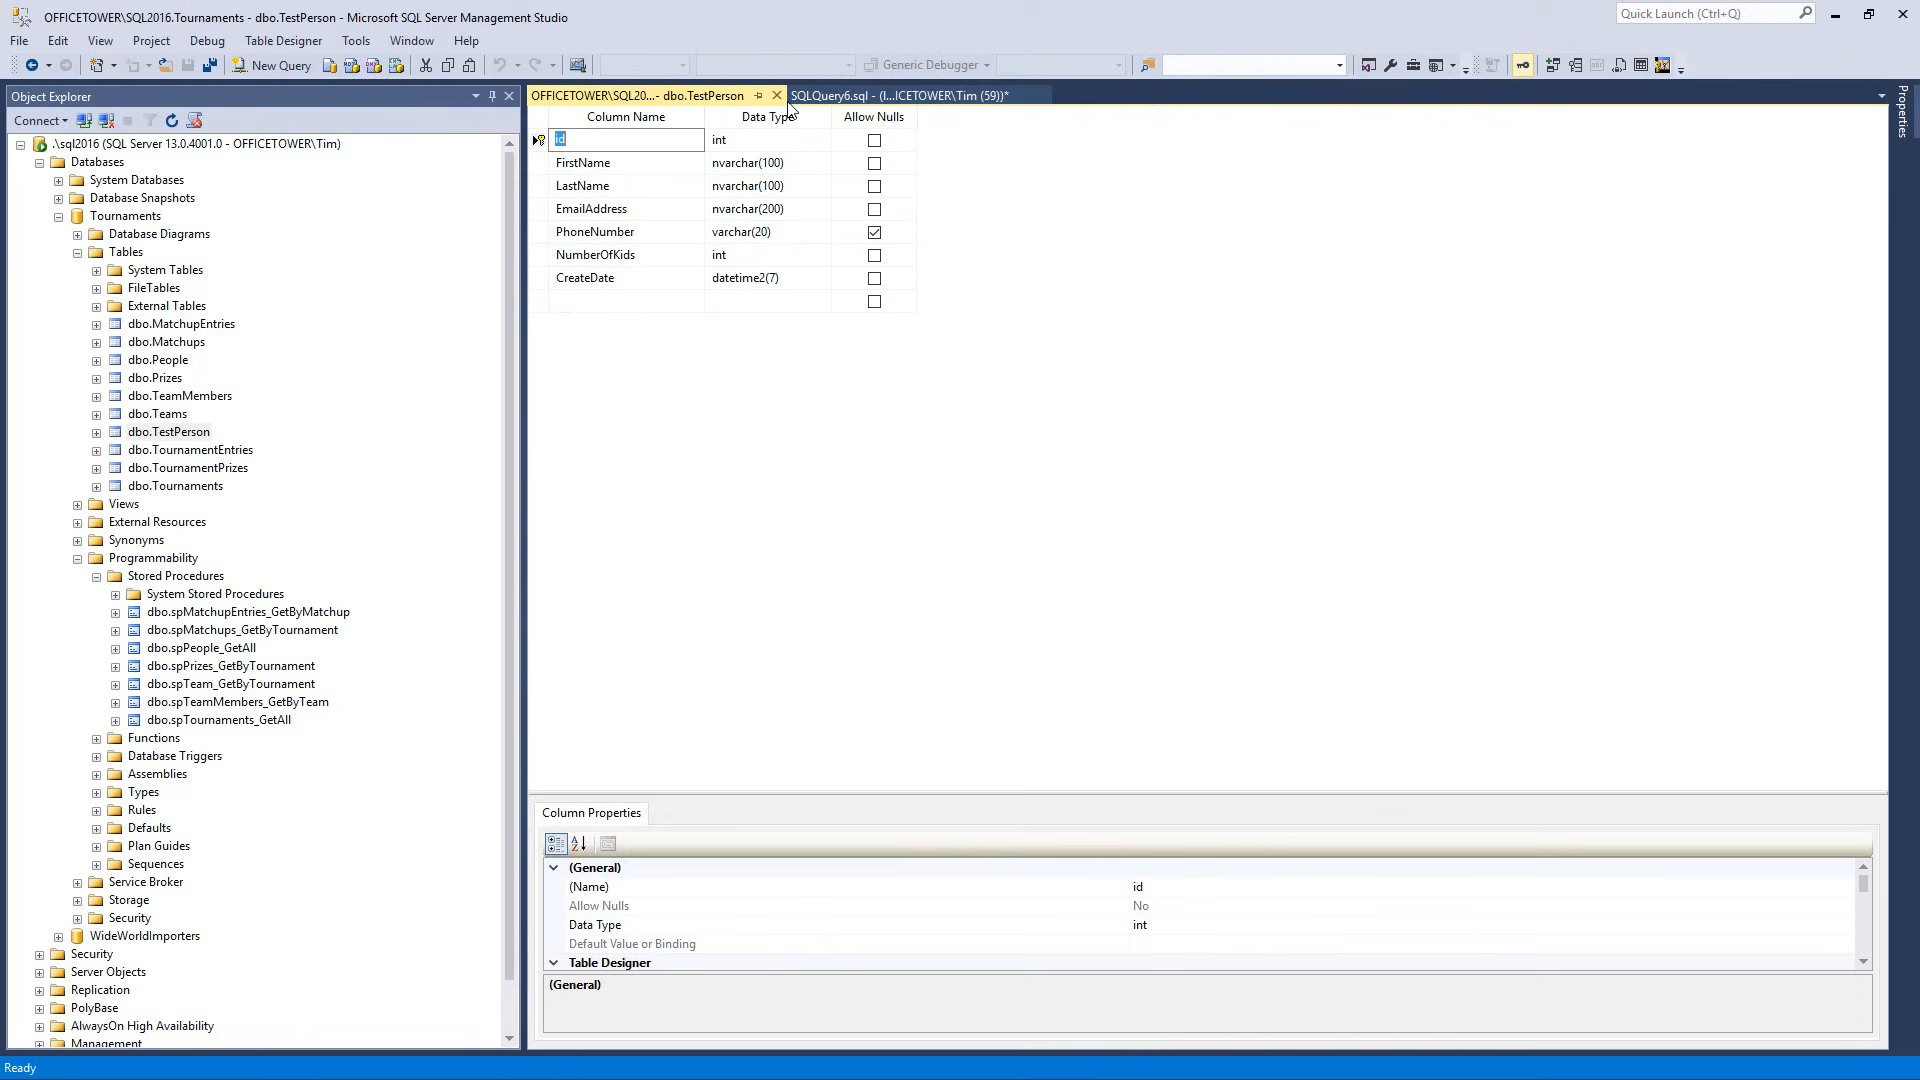 OFFICETOWER\SQL2016.Tournaments - dbo.TestPerson - Microsoft SQL Server Management Studio
Quick Launch (Ctrl+Q)
File Edit View Project Debug Table Designer Tools Window Help
New Query
Generic Debugger
Object Explorer
OFFICETOWER\SQL20...- dbo.TestPerson
SQLQuery6.sql - (l...ICETOWER\Tim (59))*
Properties
Connect
Column Name Data Type Allow Nulls
id int
FirstName nvarchar(100)
LastName nvarchar(100)
EmailAddress nvarchar(200)
PhoneNumber varchar(20)
NumberOfKids int
CreateDate datetime2(7)
.\sql2016 (SQL Server 13.0.4001.0 - OFFICETOWER\Tim)
Databases
System Databases
Database Snapshots
Tournaments
Database Diagrams
Tables
System Tables
FileTables
External Tables
dbo.MatchupEntries
dbo.Matchups
dbo.People
dbo.Prizes
dbo.TeamMembers
dbo.Teams
dbo.TestPerson
dbo.TournamentEntries
dbo.TournamentPrizes
dbo.Tournaments
Views
External Resources
Synonyms
Programmability
Stored Procedures
System Stored Procedures
dbo.spMatchupEntries_GetByMatchup
dbo.spMatchups_GetByTournament
dbo.spPeople_GetAll
dbo.spPrizes_GetByTournament
dbo.spTeam_GetByTournament
dbo.spTeamMembers_GetByTeam
dbo.spTournaments_GetAll
Functions
Database Triggers
Assemblies
Types
Rules
Defaults
Plan Guides
Sequences
Service Broker
Storage
Security
WideWorldImporters
Security
Server Objects
Replication
PolyBase
AlwaysOn High Availability
Management
Column Properties
(General)
(Name) id
Allow Nulls No
Data Type int
Default Value or Binding
Table Designer
(General)
Ready